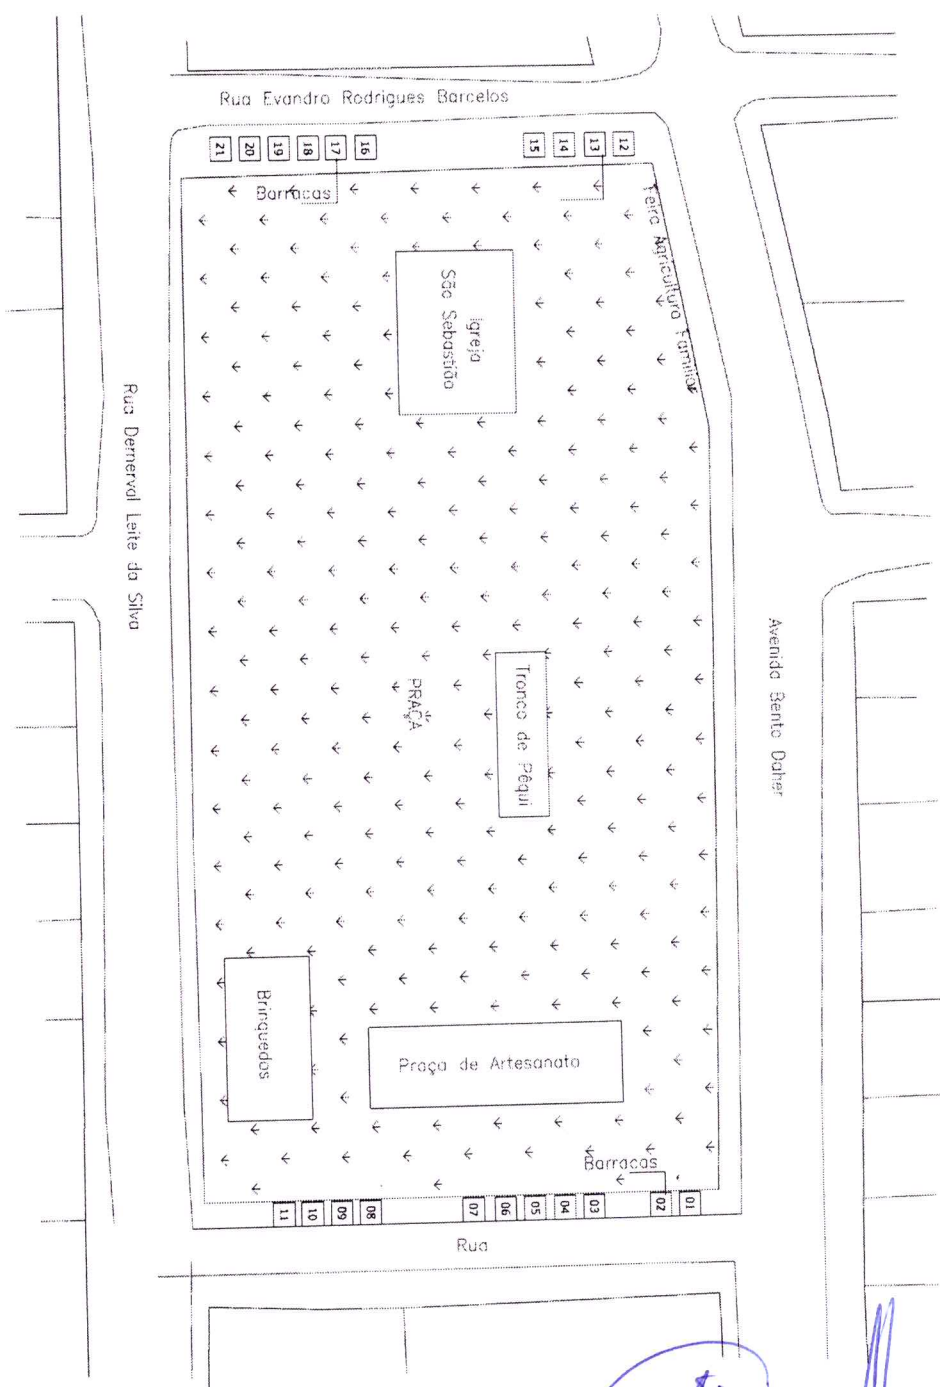 Rua Evandro Rodrigues Barcelos
21 20 19 18 17 16 15 14 13 12
Barracas
Feira Agricultura Familiar
Igreja
São Sebastião
Rua Demerval Leite da Silva
Avenida Bento Daher
Tronco de Pêqui
PRAÇA
Brinquedos
Praça de Artesanato
Barracas
11 10 09 08 07 06 05 04 03 02 01
Rua